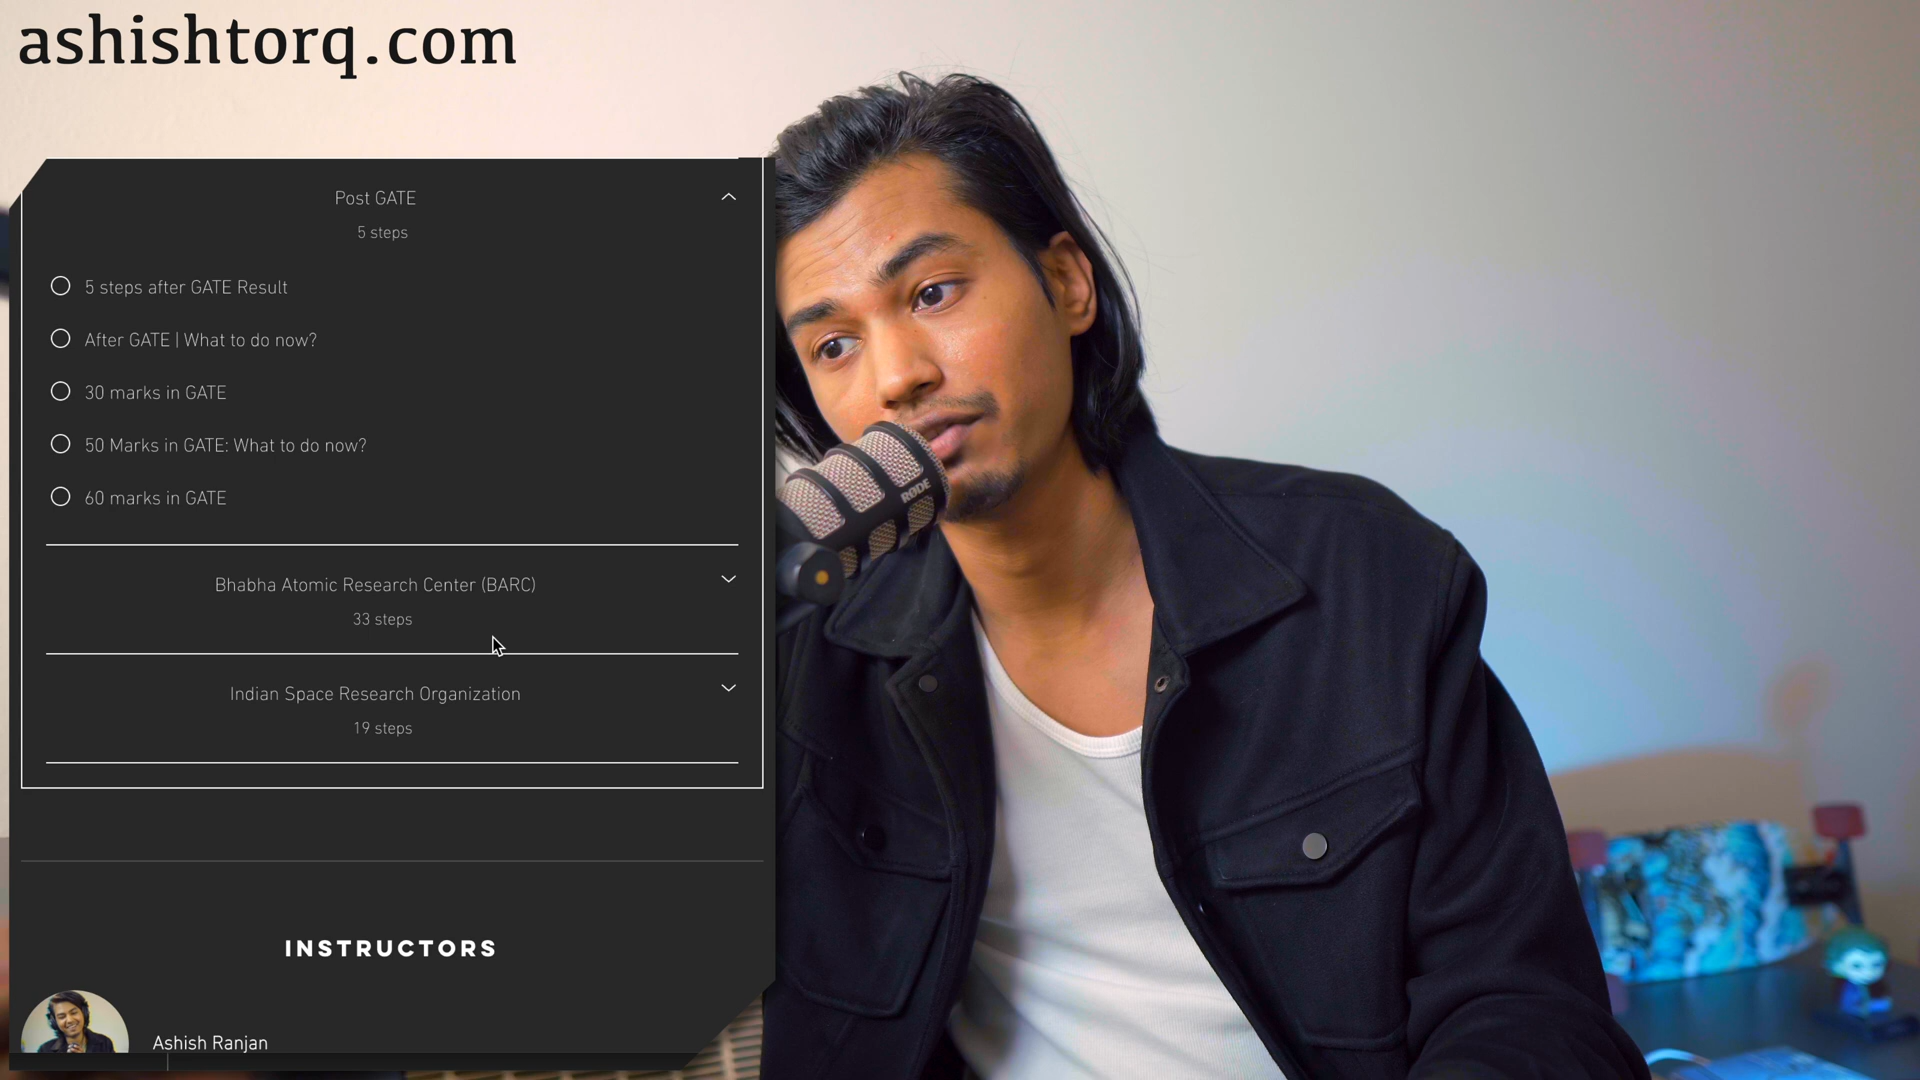 ashishtorq.com
Post GATE
5 steps
5 steps after GATE Result
After GATE | What to do now?
30 marks in GATE
50 Marks in GATE: What to do now?
60 marks in GATE
Bhabha Atomic Research Center (BARC)
33 steps
Indian Space Research Organization
19 steps
INSTRUCTORS
Ashish Ranjan
RØDE